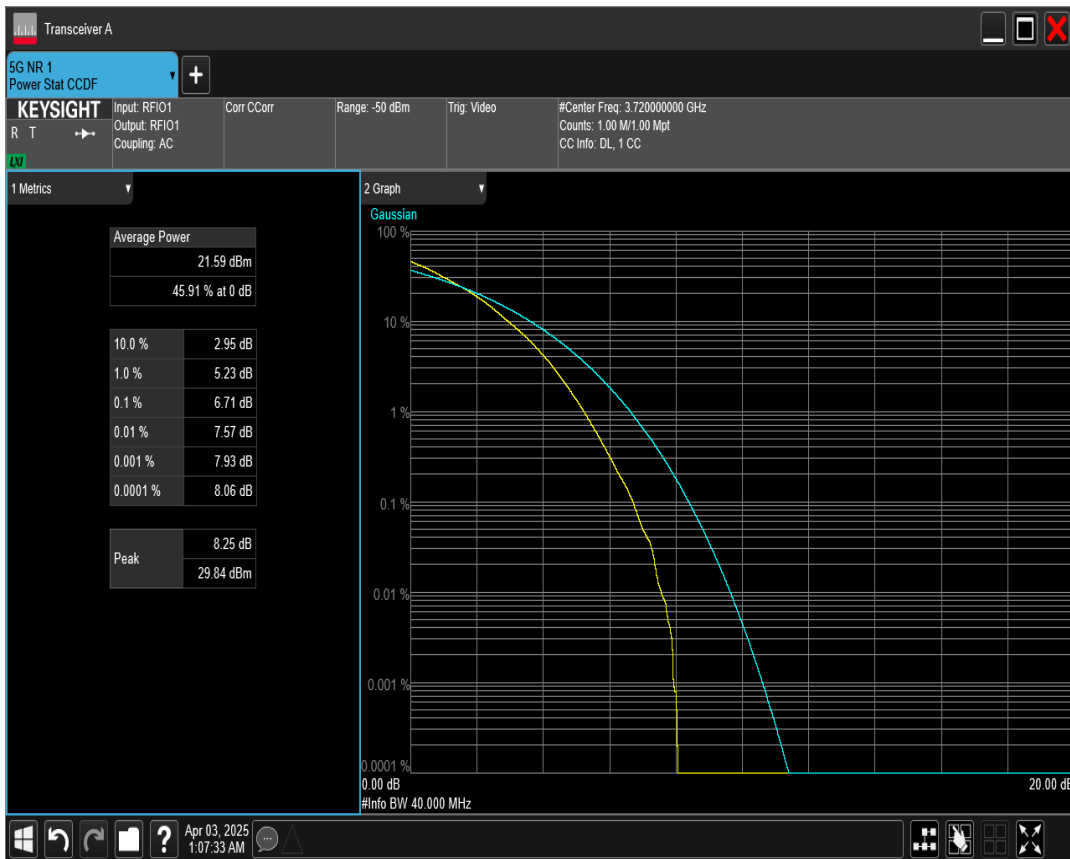 Transceiver A
5G NR 1
Power Stat CCDF
+
KEYSIGHT
R T
LXI
Input: RFIO1
Output: RFIO1
Coupling: AC
Corr CCorr
Range: -50 dBm
Trig: Video
#Center Freq: 3.720000000 GHz
Counts: 1.00 M/1.00 Mpt
CC Info: DL, 1 CC
1 Metrics
Average Power
21.59 dBm
45.91 % at 0 dB
10.0 % 2.95 dB
1.0 % 5.23 dB
0.1 % 6.71 dB
0.01 % 7.57 dB
0.001 % 7.93 dB
0.0001 % 8.06 dB
Peak
8.25 dB
29.84 dBm
2 Graph
Gaussian
100 %
10 %
1 %
0.1 %
0.01 %
0.001 %
0.0001 %
0.00 dB 20.00 dB
#Info BW 40.000 MHz
?
Apr 03, 2025
1:07:33 AM